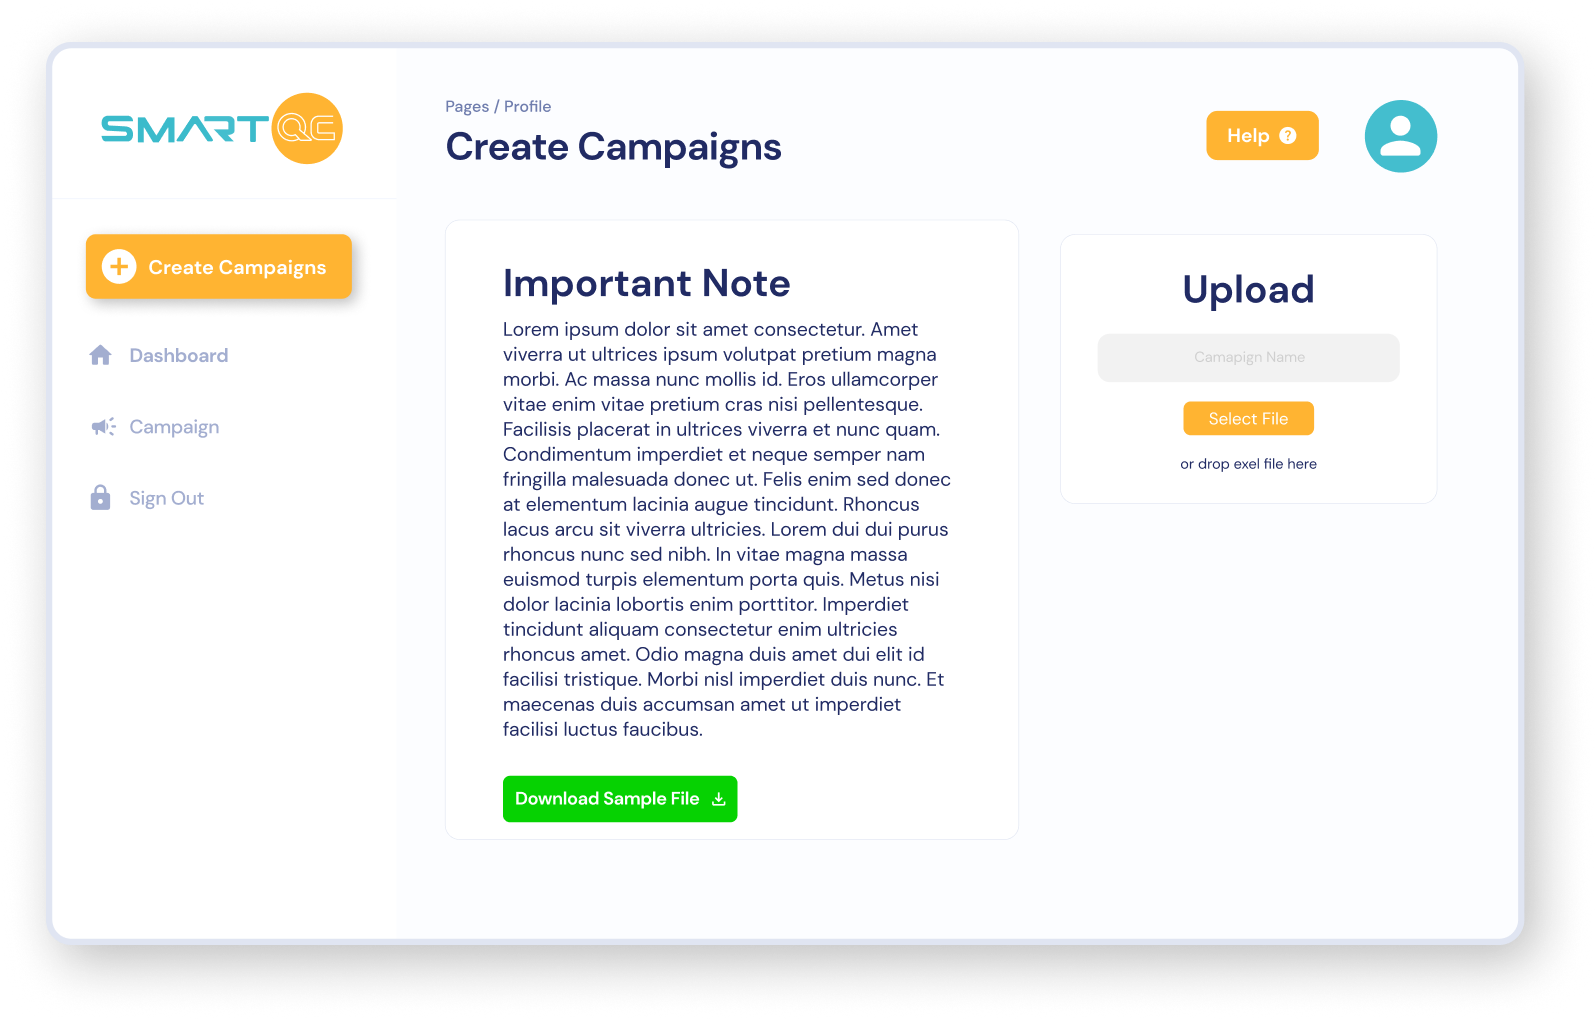 SMART QC
Create Campaigns
Dashboard
Campaign
Sign Out
Pages / Profile
Create Campaigns
Help ?
Important Note
Lorem ipsum dolor sit amet consectetur. Amet
viverra ut ultrices ipsum volutpat pretium magna
morbi. Ac massa nunc mollis id. Eros ullamcorper
vitae enim vitae pretium cras nisi pellentesque.
Facilisis placerat in ultrices viverra et nunc quam.
Condimentum imperdiet et neque semper nam
fringilla malesuada donec ut. Felis enim sed donec
at elementum lacinia augue tincidunt. Rhoncus
lacus arcu sit viverra ultricies. Lorem dui dui purus
rhoncus nunc sed nibh. In vitae magna massa
euismod turpis elementum porta quis. Metus nisi
dolor lacinia lobortis enim porttitor. Imperdiet
tincidunt aliquam consectetur enim ultricies
rhoncus amet. Odio magna duis amet dui elit id
facilisi tristique. Morbi nisl imperdiet duis nunc. Et
maecenas duis accumsan amet ut imperdiet
facilisi luctus faucibus.
Download Sample File
Upload
Camapign Name
Select File
or drop exel file here